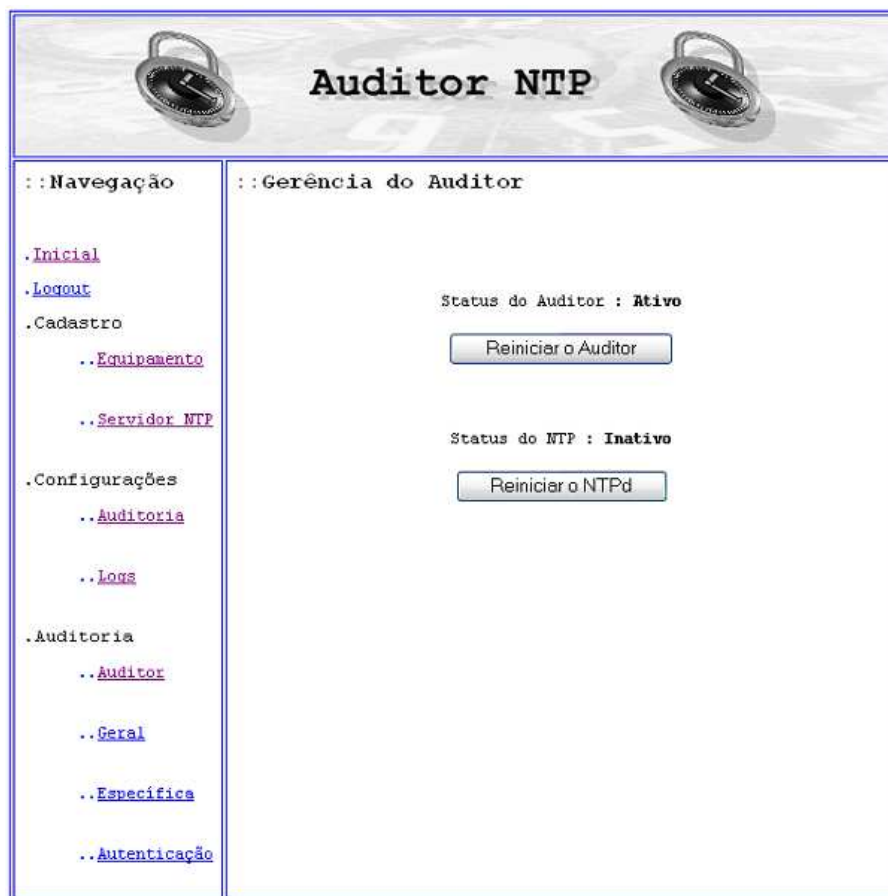 Auditor NTP
::Navegação
.Inicial
.Logout
.Cadastro
..Equipamento
..Servidor NTP
.Configurações
..Auditoria
..Logs
.Auditoria
..Auditor
..Geral
..Específica
..Autenticação
::Gerência do Auditor
Status do Auditor : Ativo
Reiniciar o Auditor
Status do NTP : Inativo
Reiniciar o NTPd